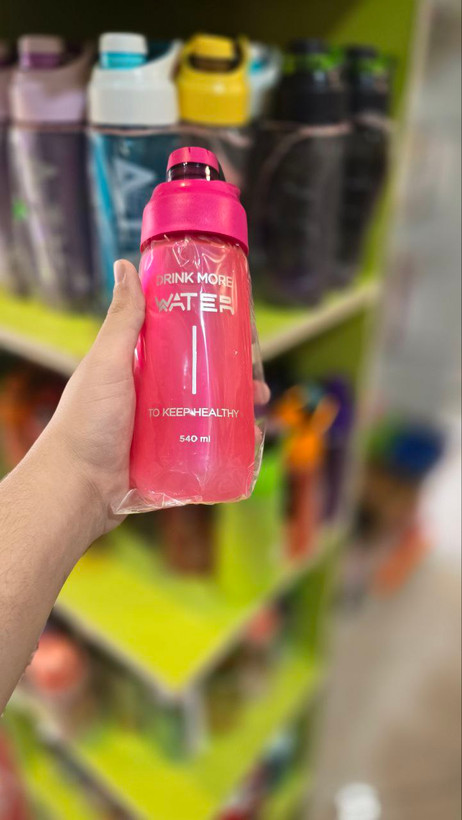 DRINK MORE
WATER
TO KEEP HEALTHY
540 ml